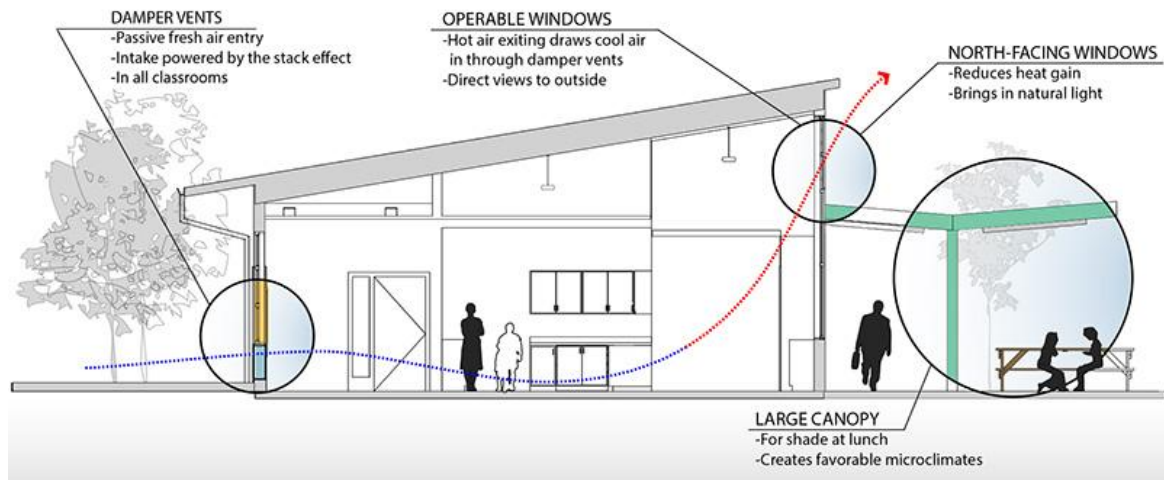 DAMPER VENTS
-Passive fresh air entry
-Intake powered by the stack effect
-In all classrooms
OPERABLE WINDOWS
-Hot air exiting draws cool air
in through damper vents
-Direct views to outside
NORTH-FACING WINDOWS
-Reduces heat gain
-Brings in natural light
LARGE CANOPY
-For shade at lunch
-Creates favorable microclimates